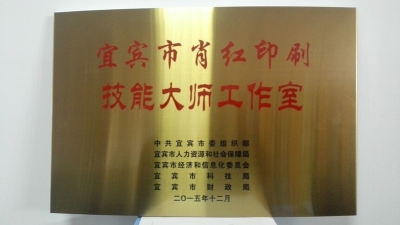 宜宾市肖红印刷
技能大师工作室
中共宜宾市委组织部
宜宾市人力资源和社会保障局
宜宾市经济和信息化委员会
宜宾市科技局
宜宾市财政局
二〇一五年十二月